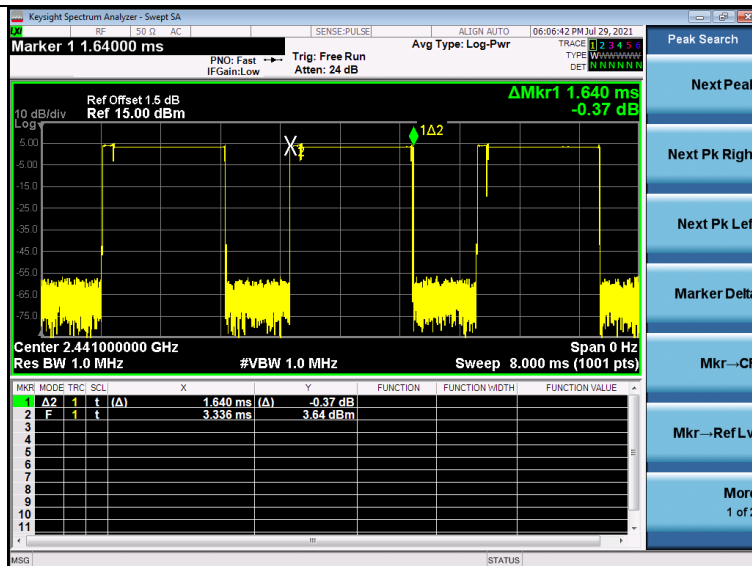 Keysight Spectrum Analyzer - Swept SA
LXI RF 50 Ω AC SENSE:PULSE ALIGN AUTO 06:06:42 PM Jul 29, 2021
Marker 1 1.64000 ms
PNO: Fast
IFGain:Low
Trig: Free Run
Atten: 24 dB
Avg Type: Log-Pwr
TRACE 1 2 3 4 5 6
TYPE W
DET N N N N N N
ΔMkr1 1.640 ms
-0.37 dB
Ref Offset 1.5 dB
10 dB/div Ref 15.00 dBm
Log
1Δ2
2
5.00
-5.00
-15.0
-25.0
-35.0
-45.0
-55.0
-65.0
-75.0
Center 2.441000000 GHz Span 0 Hz
Res BW 1.0 MHz #VBW 1.0 MHz Sweep 8.000 ms (1001 pts)
MKR MODE TRC SCL X Y FUNCTION FUNCTION WIDTH FUNCTION VALUE
1 Δ2 1 t (Δ) 1.640 ms (Δ) -0.37 dB
2 F 1 t 3.336 ms 3.64 dBm
3
4
5
6
7
8
9
10
11
MSG STATUS
Peak Search
Next Peak
Next Pk Righ
Next Pk Lef
Marker Delta
Mkr→CF
Mkr→Ref Lv
More
1 of 2